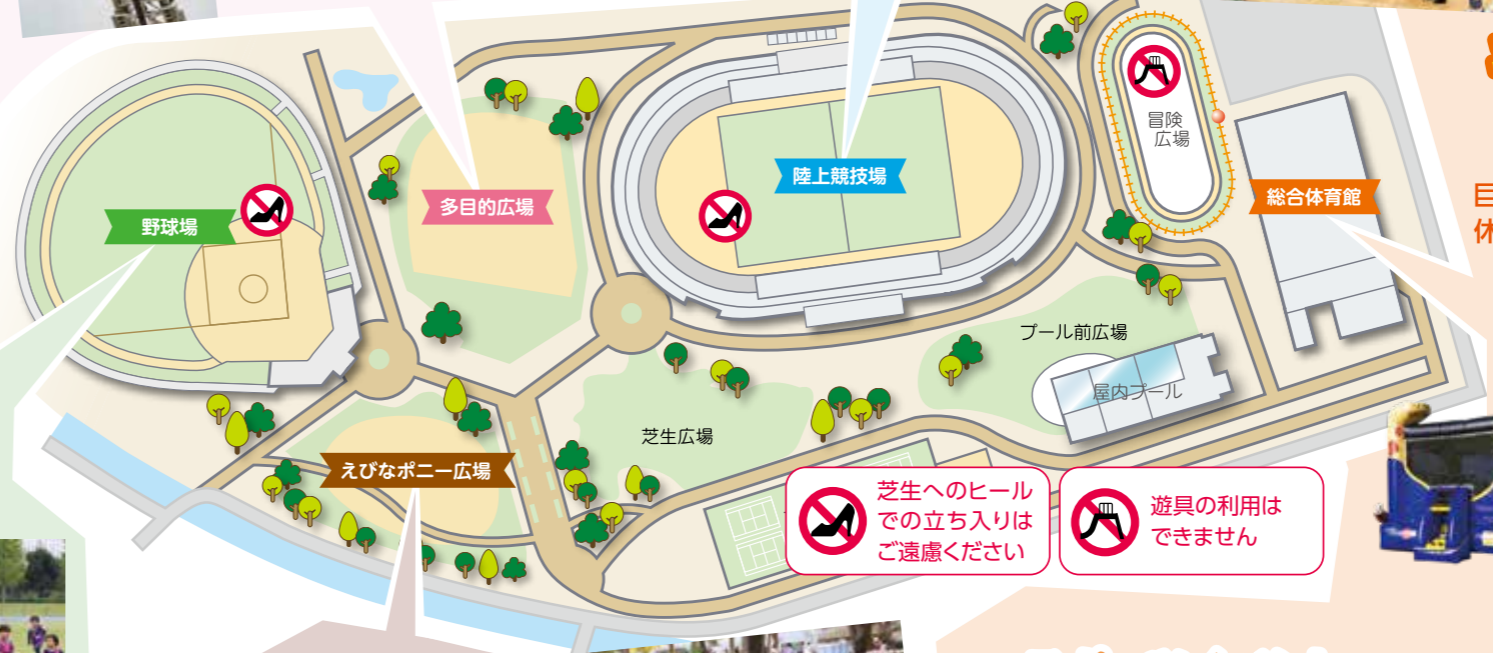 冒険
広場
陸上競技場
総合体育館
多目的広場
野球場
プール前広場
屋内プール
芝生広場
えびなポニー広場
芝生へのヒール
での立ち入りは
ご遠慮ください
遊具の利用は
できません
目
休